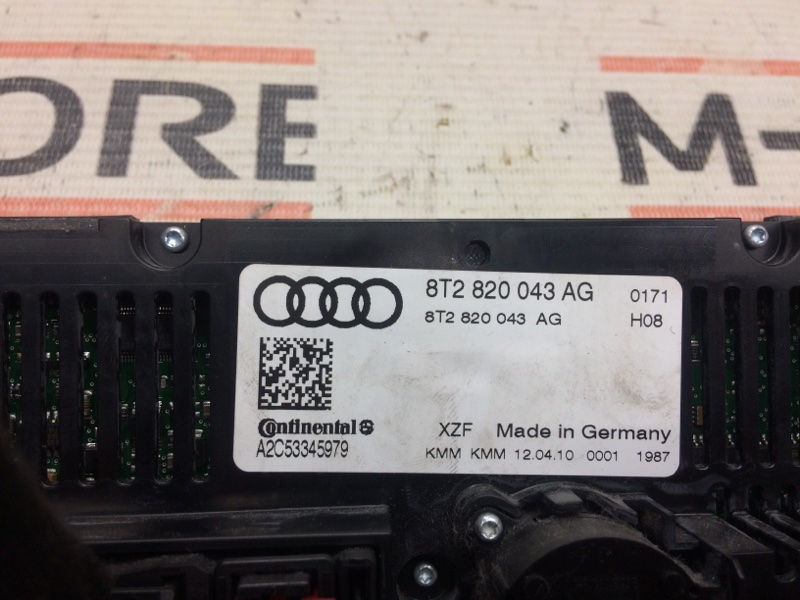 ORE M-
8T2 820 043 AG 0171
8T2 820 043 AG H08
Continental
XZF Made in Germany
A2C53345979
KMM KMM 12.04.10 0001 1987